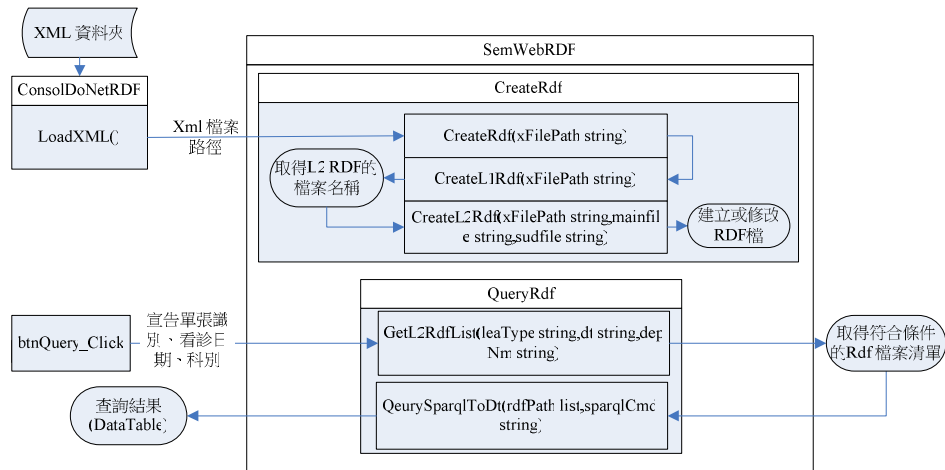 XML 資料夾
SemWebRDF
ConsolDoNetRDF
CreateRdf
LoadXML()
Xml 檔案
路徑
CreateRdf(xFilePath string)
取得L2 RDF的
檔案名稱
CreateL1Rdf(xFilePath string)
CreateL2Rdf(xFilePath string,mainfil
e string,sudfile string)
建立或修改
RDF檔
QueryRdf
btnQuery_Click
宣告單張識
別、看診日
期、科別
GetL2RdfList(leaType string,dt string,dep
Nm string)
取得符合條件
的Rdf 檔案清單
查詢結果
(DataTable)
QeurySparqlToDt(rdfPath list,sparqlCmd
string)